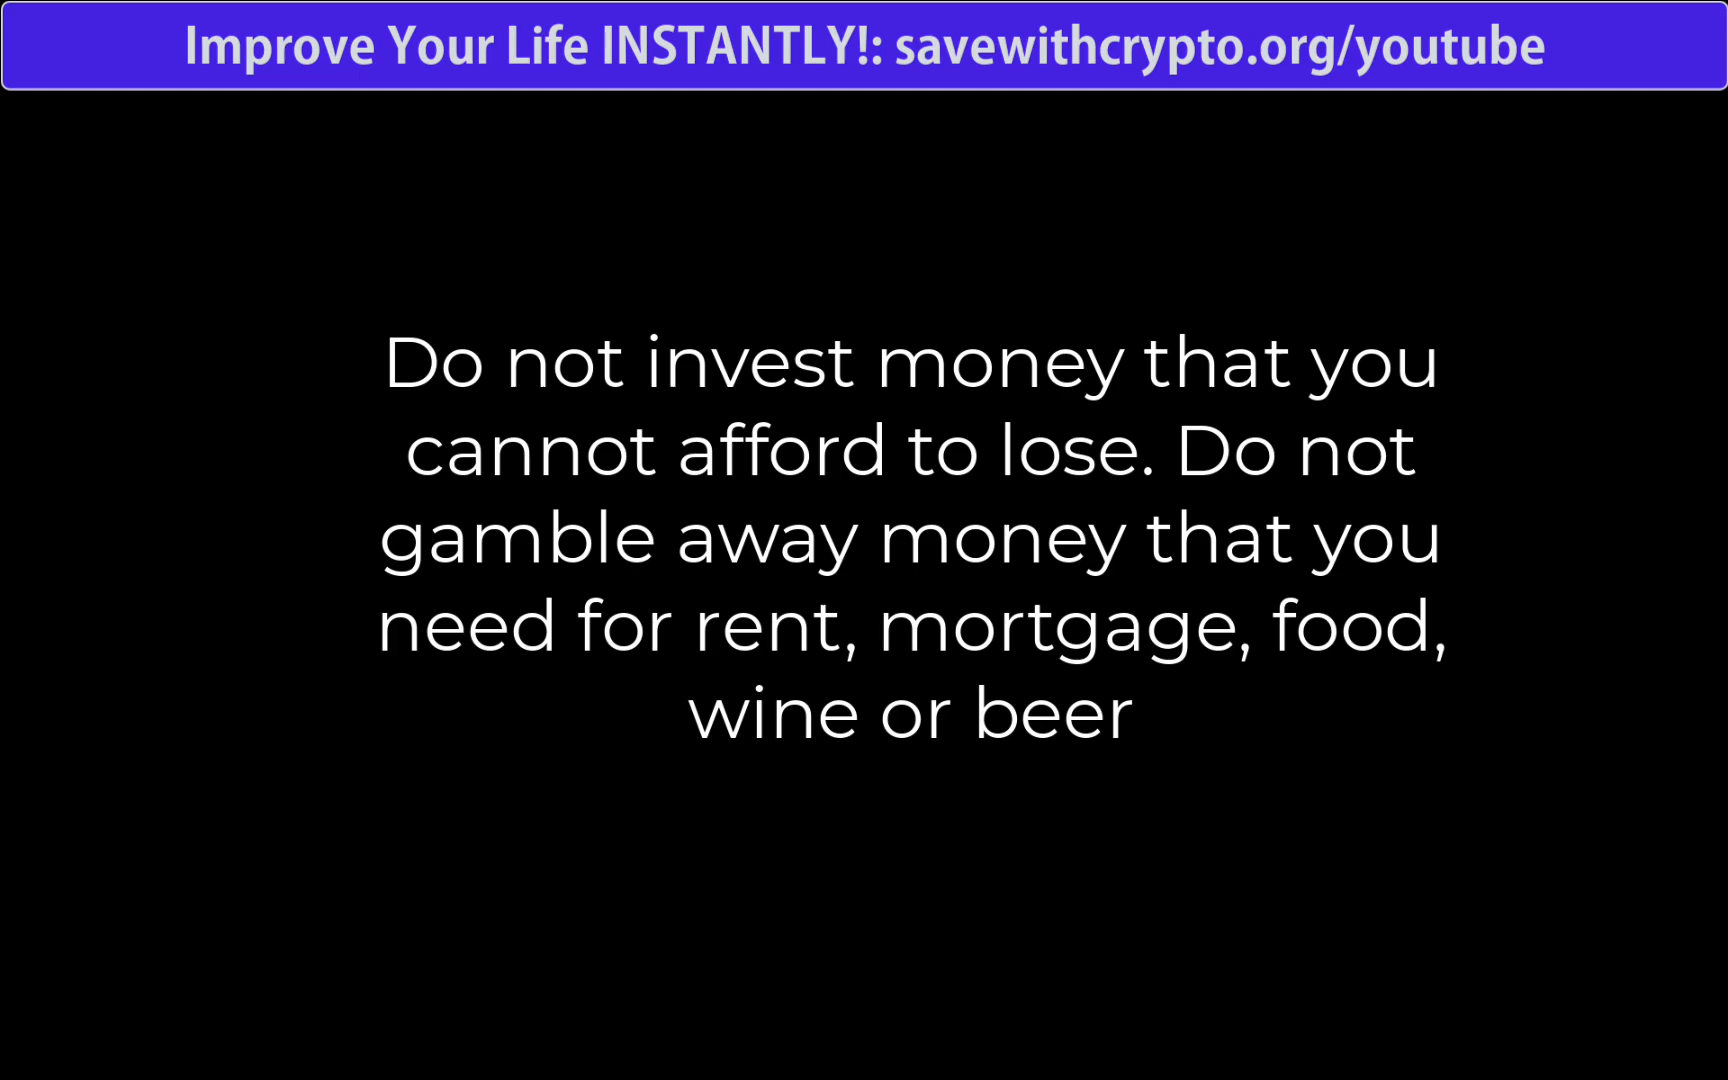 Improve Your Life INSTANTLY!: savewithcrypto.org/youtube
Do not invest money that you
cannot afford to lose. Do not
gamble away money that you
need for rent, mortgage, food,
wine or beer